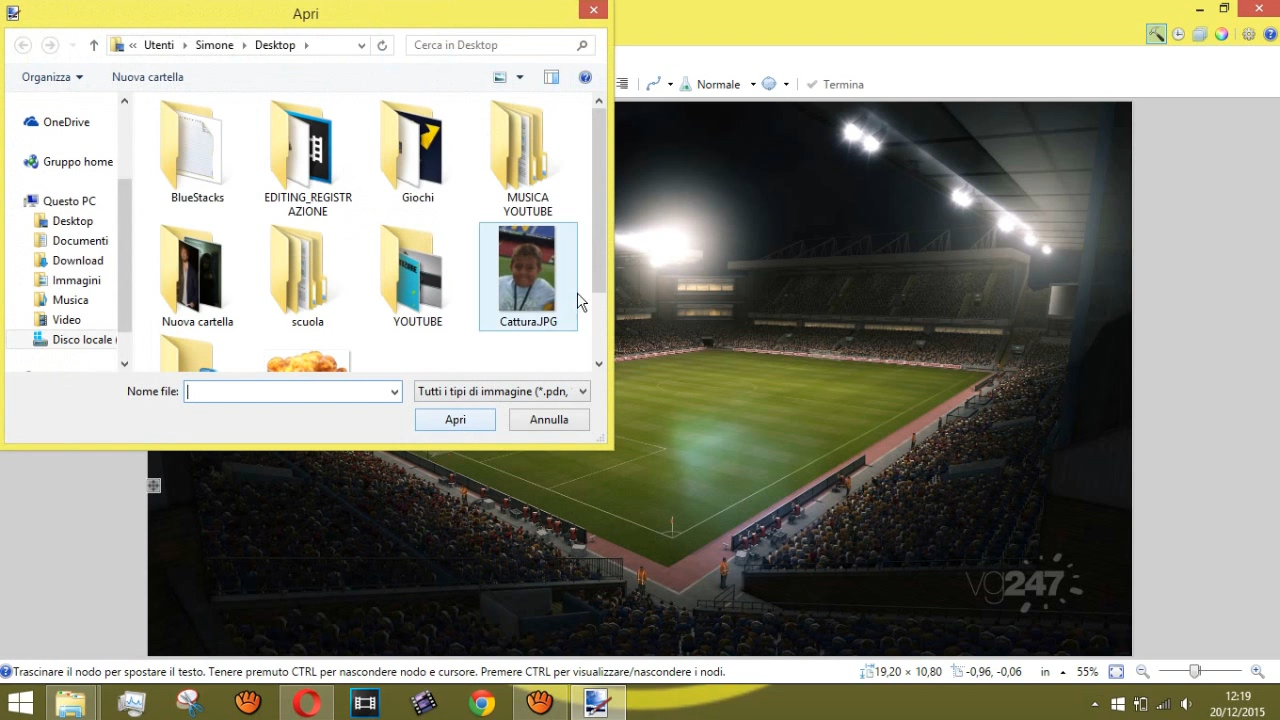 Apri
« Utenti Simone Desktop
Cerca in Desktop
Organizza
Nuova cartella
Normale
Termina
OneDrive
Gruppo home
Questo PC
Desktop
Documenti
Download
Immagini
Musica
Video
Disco locale (
BlueStacks
EDITING_REGISTR
AZIONE
Giochi
MUSICA
YOUTUBE
Nuova cartella
scuola
YOUTUBE
Cattura.JPG
Nome file:
Tutti i tipi di immagine (*.pdn,
Apri
Annulla
vg247
Trascinare il nodo per spostare il testo. Tenere premuto CTRL per nascondere nodo e cursore. Premere CTRL per visualizzare/nascondere i nodi.
19,20 × 10,80
-0,96, -0,06
in
55%
12:19
20/12/2015